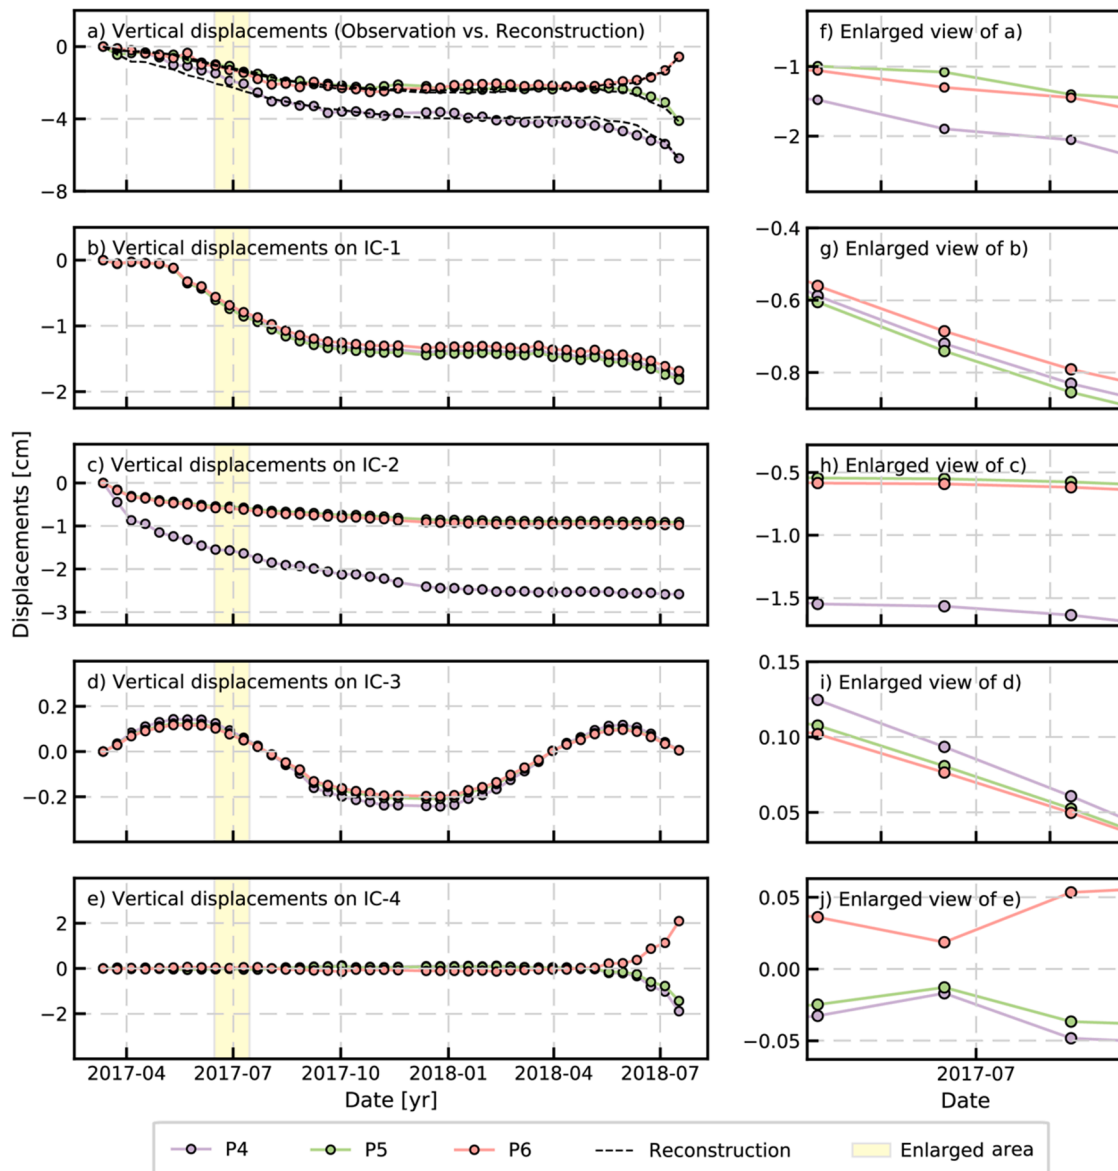 a) Vertical displacements (Observation vs. Reconstruction)
0
−4
−8
f) Enlarged view of a)
−1
−2
b) Vertical displacements on IC-1
0
−1
−2
g) Enlarged view of b)
−0.4
−0.6
−0.8
c) Vertical displacements on IC-2
0
−1
−2
−3
h) Enlarged view of c)
−0.5
−1.0
−1.5
Displacements [cm]
d) Vertical displacements on IC-3
0.2
0.0
−0.2
i) Enlarged view of d)
0.15
0.10
0.05
e) Vertical displacements on IC-4
2
0
−2
j) Enlarged view of e)
0.05
0.00
−0.05
2017-04 2017-07 2017-10 2018-01 2018-04 2018-07
Date [yr]
2017-07
Date
P4 P5 P6 Reconstruction Enlarged area